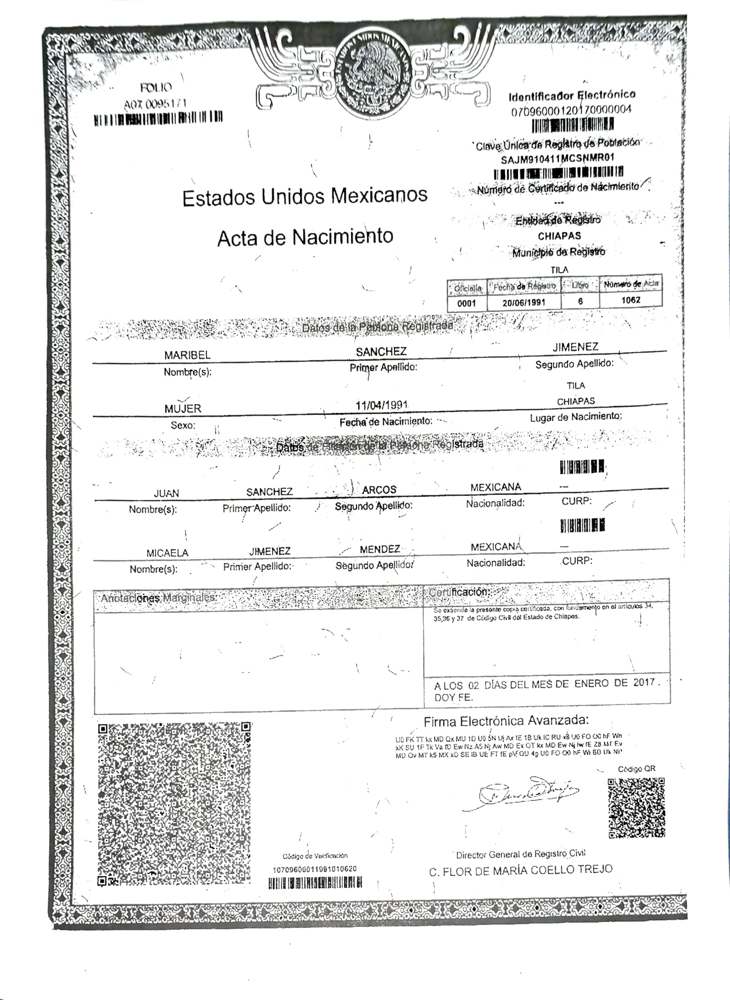 ESTADOS UNIDOS MEXICANOS
FOLIO
A07 0095171
Identificador Electrónico
07096000120170000004
Clave Única de Registro de Población
SAJM910411MCSNMR01
Número de Certificado de Nacimiento
---
Entidad de Registro
CHIAPAS
Municipio de Registro
TILA
Estados Unidos Mexicanos
Acta de Nacimiento
Oficialía Fecha de Registro Libro Número de Acta
0001 20/06/1991 6 1062
Datos de la Persona Registrada
MARIBEL SANCHEZ JIMENEZ
Nombre(s): Primer Apellido: Segundo Apellido:
TILA
MUJER 11/04/1991 CHIAPAS
Sexo: Fecha de Nacimiento: Lugar de Nacimiento:
Datos de Filiación de la Persona Registrada
JUAN SANCHEZ ARCOS MEXICANA ---
Nombre(s): Primer Apellido: Segundo Apellido: Nacionalidad: CURP:
MICAELA JIMENEZ MENDEZ MEXICANA ---
Nombre(s): Primer Apellido: Segundo Apellido: Nacionalidad: CURP:
Anotaciones Marginales:
Certificación:
Se extiende la presente copia certificada, con fundamento en el artículos 34,
35,36 y 37 de Código Civil del Estado de Chiapas.
A LOS 02 DÍAS DEL MES DE ENERO DE 2017.
DOY FE.
Firma Electrónica Avanzada:
U0 FK TT kx MD Qx MU 1D U0 5N Uj Ax fE 1B Uk lC RU xB U0 FO Q0 hF Wn
xK SU 1F Tk Va fD Ew Nz A5 Nj Aw MD Ex OT kx MD Ew Nj Iw fE Z8 Mf Ev
MD Qv MT k5 MX xD SE lB UE FT fE pV QU 4g U0 FO Q0 hF Wi BD Uk NP
Código QR
Director General de Registro Civil
C. FLOR DE MARÍA COELLO TREJO
Código de Verificación
10709600011991010620